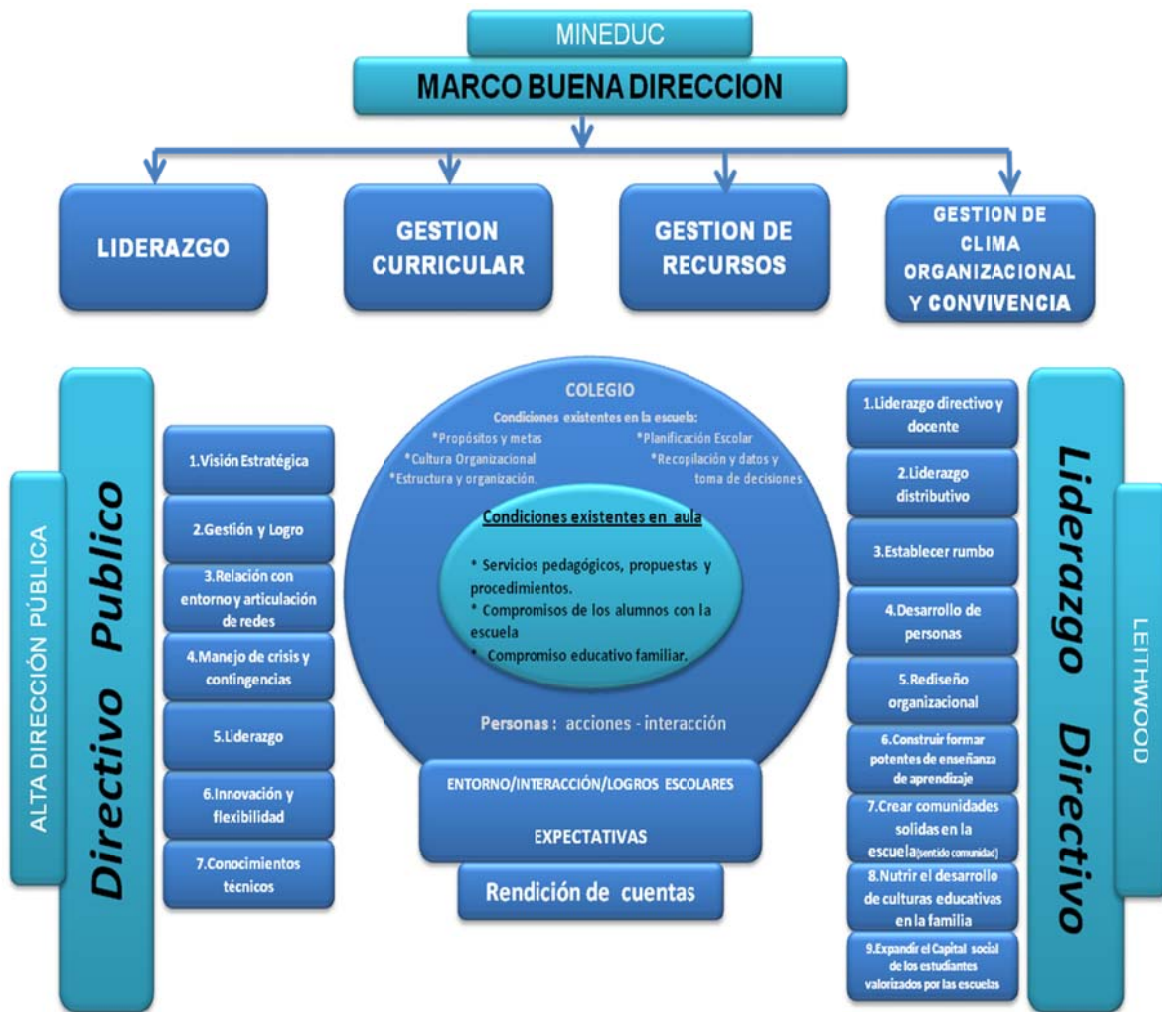 MINEDUC
MARCO BUENA DIRECCION
LIDERAZGO
GESTION
CURRICULAR
GESTION DE
RECURSOS
GESTION DE
CLIMA
ORGANIZACIONAL
Y CONVIVENCIA
ALTA DIRECCIÓN PÚBLICA
Directivo Publico
1.Visión Estratégica
2.Gestión y Logro
3.Relación con
entorno y articulación
de redes
4.Manejo de crisis y
contingencias
5.Liderazgo
6.Innovación y
flexibilidad
7.Conocimientos
técnicos
COLEGIO
Condiciones existentes en la escuela:
*Propósitos y metas
*Cultura Organizacional
*Estructura y organización.
*Planificación Escolar
*Recopilación y datos y
toma de decisiones
Condiciones existentes en aula
* Servicios pedagógicos, propuestas y
procedimientos.
* Compromisos de los alumnos con la
escuela
* Compromiso educativo familiar.
Personas : acciones - interacción
ENTORNO/INTERACCIÓN/LOGROS ESCOLARES
EXPECTATIVAS
Rendición de cuentas
1.Liderazgo directivo y
docente
2.Liderazgo
distributivo
3.Establecer rumbo
4.Desarrollo de
personas
5.Rediseño
organizacional
6.Construir formar
potentes de enseñanza
de aprendizaje
7.Crear comunidades
solidas en la
escuela(sentido comunidac)
8.Nutrir el desarrollo
de culturas educativas
en la familia
9.Expandir el Capital social
de los estudiantes
valorizados por las escuelas
Liderazgo Directivo
LEITHWOOD